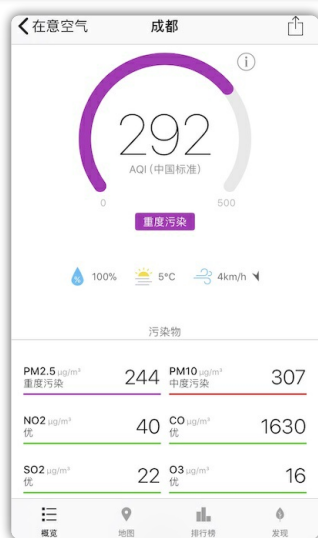 在意空气
成都
292
AQI (中国标准)
0
500
重度污染
100%
5°C
4km/h
污染物
PM2.5 μg/m³
重度污染
244
PM10 μg/m³
中度污染
307
NO2 μg/m³
优
40
CO μg/m³
优
1630
SO2 μg/m³
优
22
O3 μg/m³
优
16
概览
地图
排行榜
发现